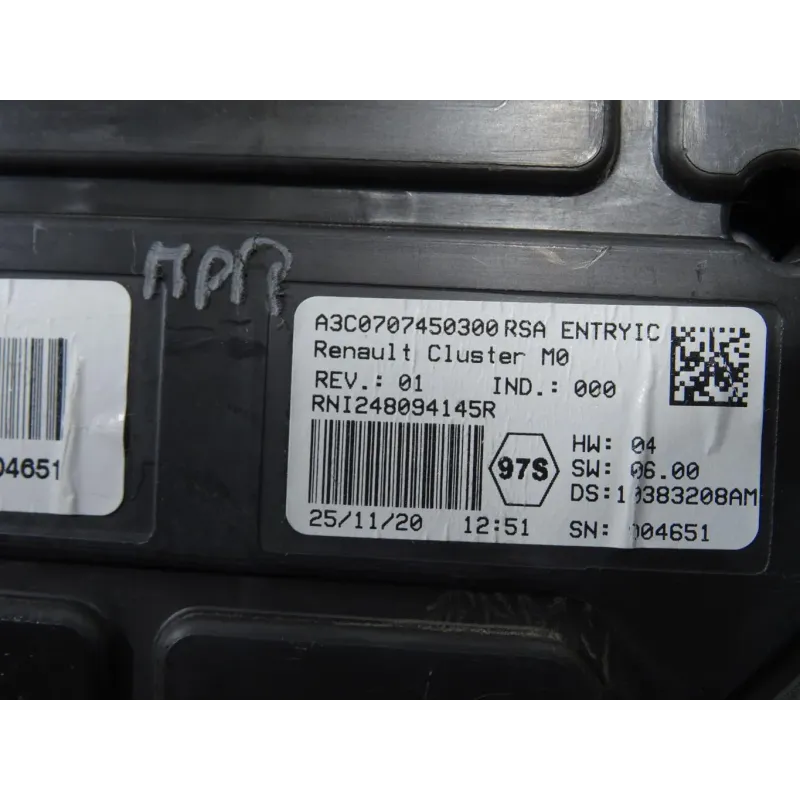 МРП
A3C0707450300 RSA ENTRYIC
Renault Cluster M0
REV.: 01 IND.: 000
RNI248094145R
97S
HW: 04
SW: 06.00
DS:10383208AM
25/11/20 12:51 SN: 004651
04651